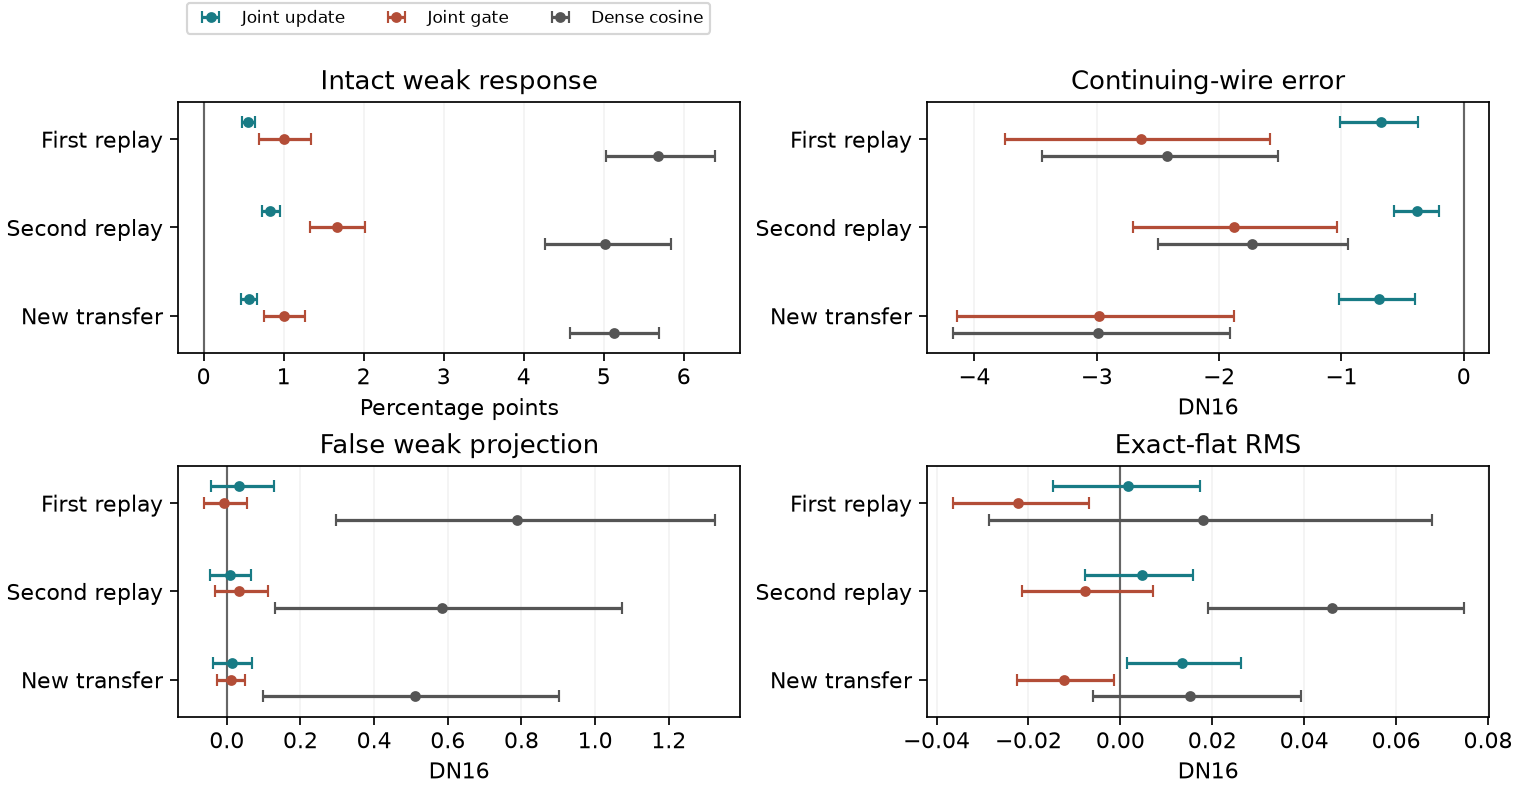 Joint update Joint gate Dense cosine
Intact weak response
First replay
Second replay
New transfer
0 1 2 3 4 5 6
Percentage points
Continuing-wire error
First replay
Second replay
New transfer
−4 −3 −2 −1 0
DN16
False weak projection
First replay
Second replay
New transfer
0.0 0.2 0.4 0.6 0.8 1.0 1.2
DN16
Exact-flat RMS
First replay
Second replay
New transfer
−0.04 −0.02 0.00 0.02 0.04 0.06 0.08
DN16